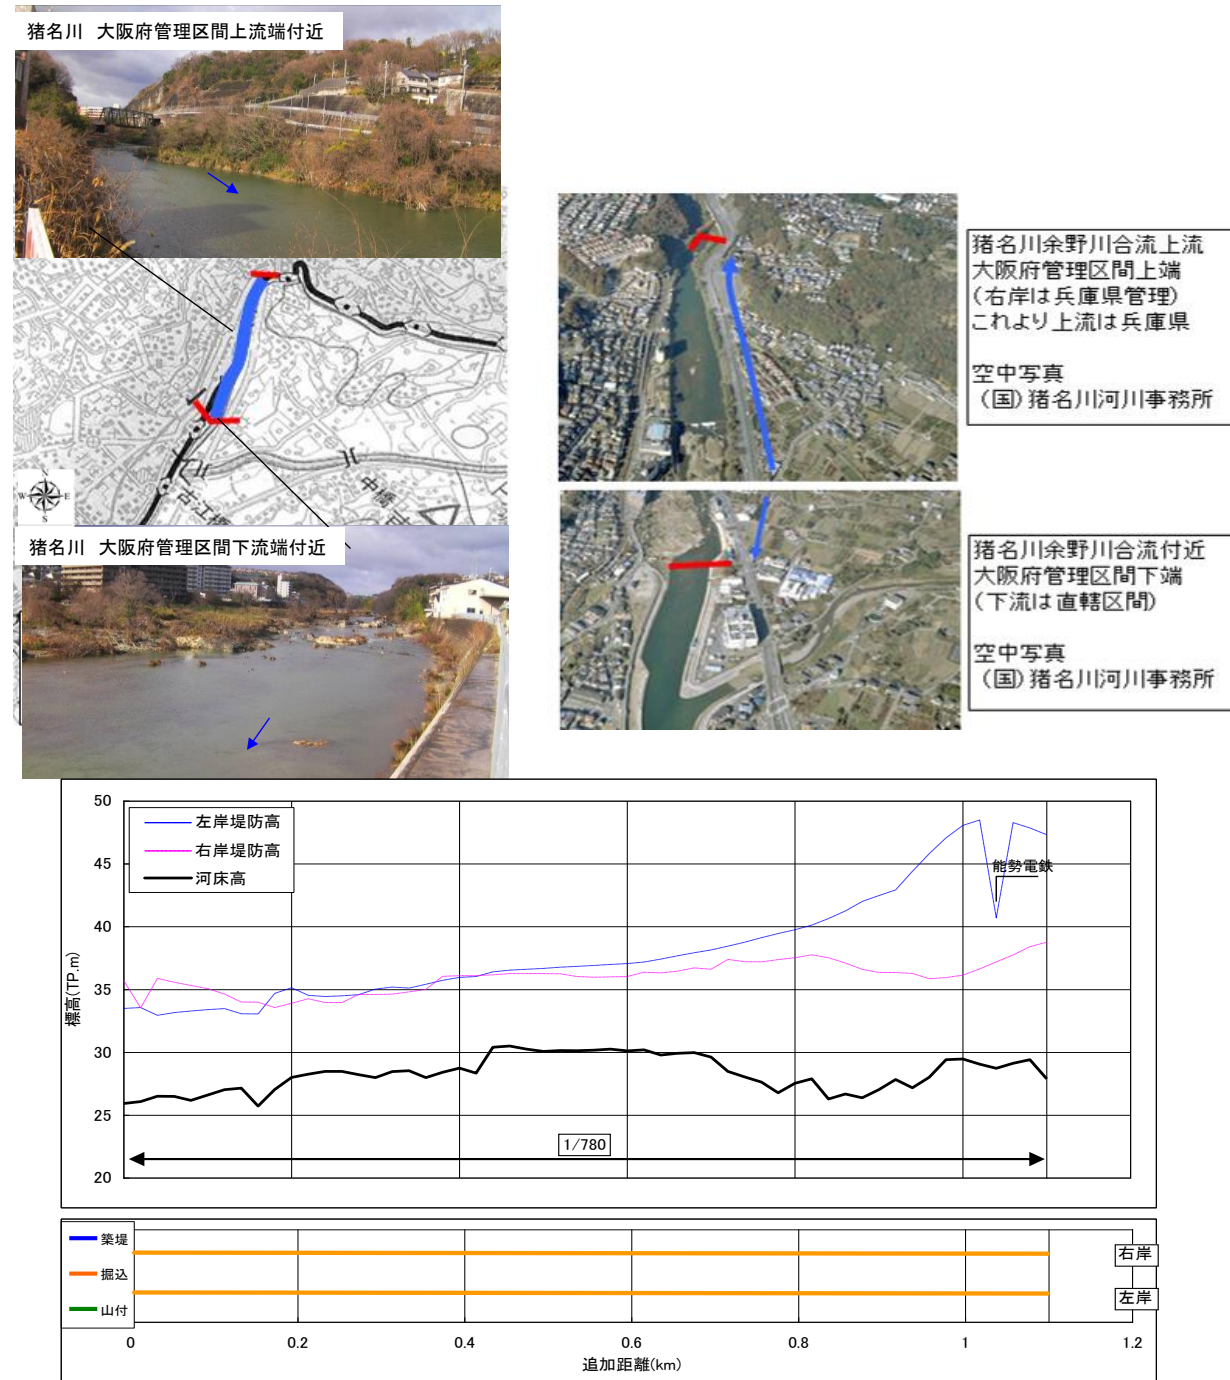 猪名川 大阪府管理区間上流端付近
猪名川余野川合流上流
大阪府管理区間上端
(右岸は兵庫県管理)
これより上流は兵庫県
空中写真
(国)猪名川河川事務所
N
W
E
S
古江橋
中橋
猪名川 大阪府管理区間下流端付近
猪名川余野川合流付近
大阪府管理区間下端
(下流は直轄区間)
空中写真
(国)猪名川河川事務所
標高(TP.m)
50
45
40
35
30
25
20
左岸堤防高
右岸堤防高
河床高
能勢電鉄
1/780
築堤
掘込
山付
右岸
左岸
0 0.2 0.4 0.6 0.8 1 1.2
追加距離(km)